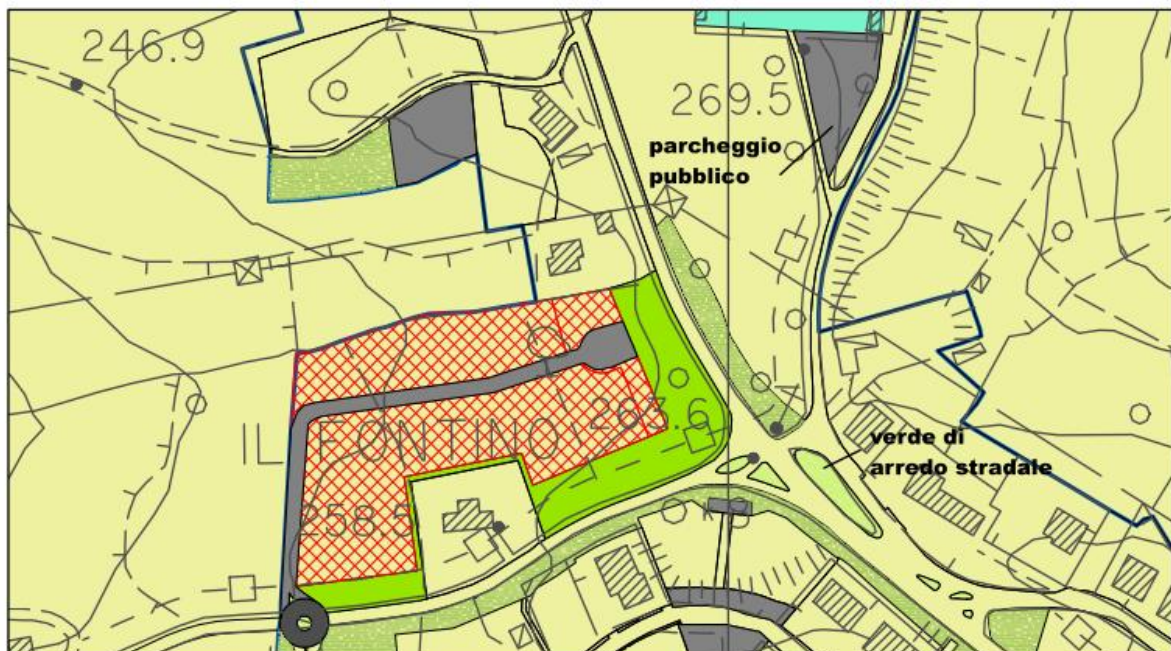 246.9
269.5
parcheggio
pubblico
263.6
IL FONTINO
verde di
arredo stradale
258.5